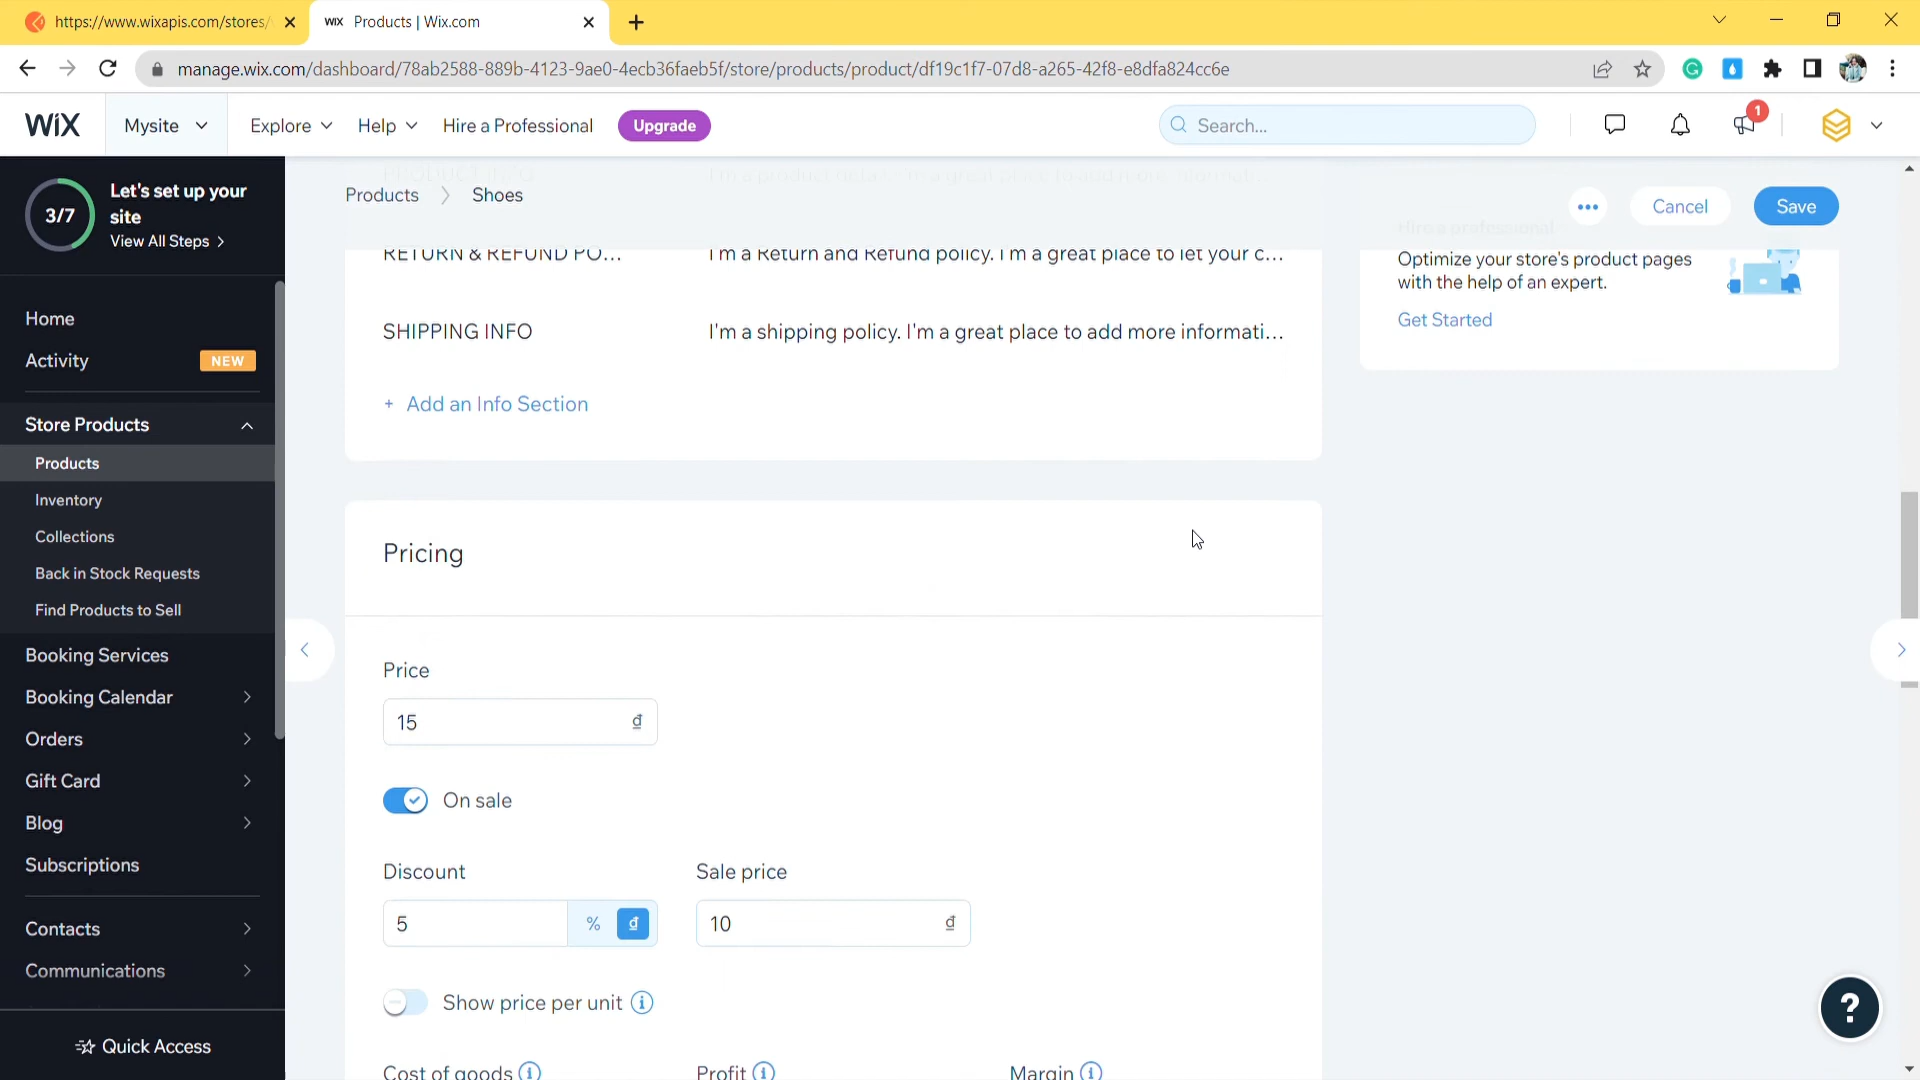 https://www.wixapis.com/stores/
WIX Products | Wix.com
manage.wix.com/dashboard/78ab2588-889b-4123-9ae0-4ecb36faeb5f/store/products/product/df19c1f7-07d8-a265-42f8-e8dfa824cc6e
WIX Mysite Explore Help Hire a Professional Upgrade Search... 1
3/7 Let's set up your site
View All Steps
Home
Activity NEW
Store Products
Products
Inventory
Collections
Back in Stock Requests
Find Products to Sell
Booking Services
Booking Calendar
Orders
Gift Card
Blog
Subscriptions
Contacts
Communications
Quick Access
Products > Shoes
... Cancel Save
PRODUCT INFO
RETURN & REFUND PO... I'm a Return and Refund policy. I'm a great place to let your c...
SHIPPING INFO I'm a shipping policy. I'm a great place to add more informati...
+ Add an Info Section
Hire a professional
Optimize your store's product pages
with the help of an expert.
Get Started
Pricing
Price
15 ₫
On sale
Discount Sale price
5 % ₫ 10 ₫
Show price per unit i
Cost of goods i Profit i Margin i
?